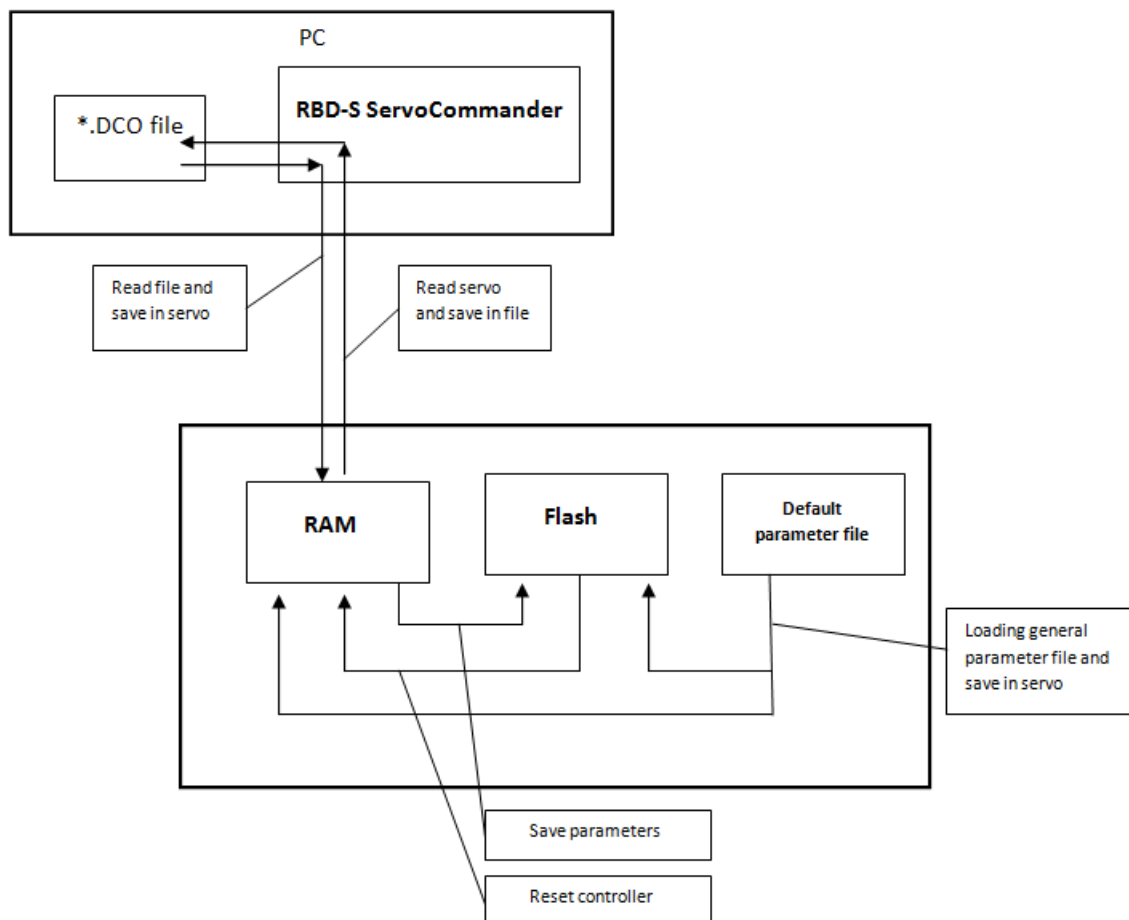 PC
*.DCO file
RBD-S ServoCommander
Read file and
save in servo
Read servo
and save in file
RAM
Flash
Default
parameter file
Loading general
parameter file and
save in servo
Save parameters
Reset controller